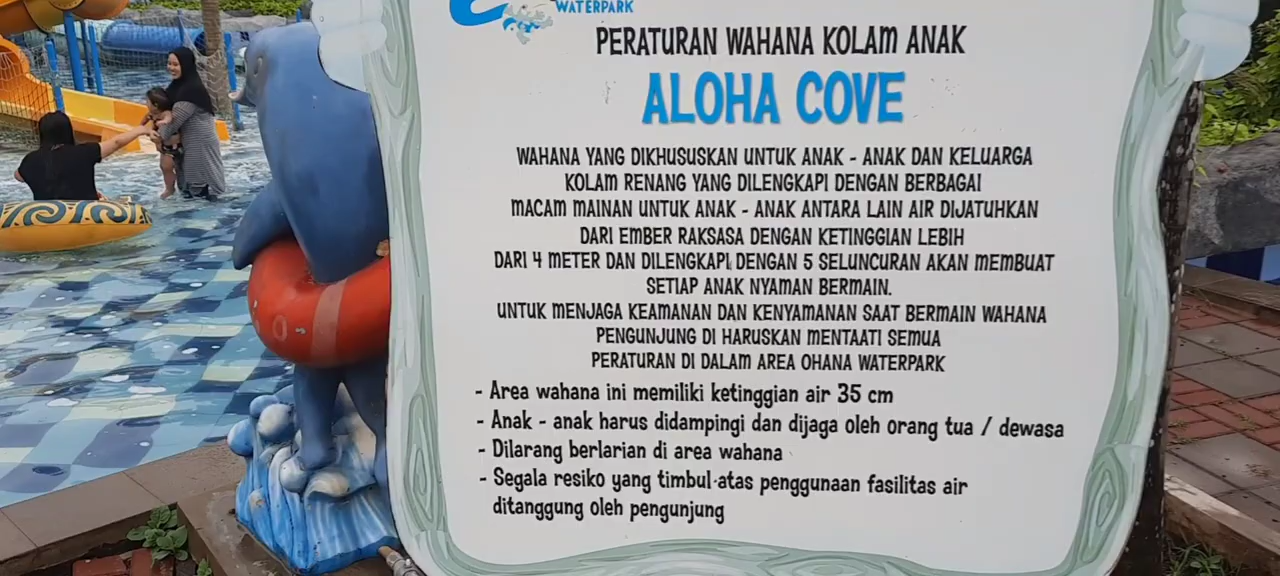 WATERPARK
PERATURAN WAHANA KOLAM ANAK
ALOHA COVE
WAHANA YANG DIKHUSUSKAN UNTUK ANAK - ANAK DAN KELUARGA
KOLAM RENANG YANG DILENGKAPI DENGAN BERBAGAI
MACAM MAINAN UNTUK ANAK - ANAK ANTARA LAIN AIR DIJATUHKAN
DARI EMBER RAKSASA DENGAN KETINGGIAN LEBIH
DARI 4 METER DAN DILENGKAPI DENGAN 5 SELUNCURAN AKAN MEMBUAT
SETIAP ANAK NYAMAN BERMAIN.
UNTUK MENJAGA KEAMANAN DAN KENYAMANAN SAAT BERMAIN WAHANA
PENGUNJUNG DI HARUSKAN MENTAATI SEMUA
PERATURAN DI DALAM AREA OHANA WATERPARK
- Area wahana ini memiliki ketinggian air 35 cm
- Anak - anak harus didampingi dan dijaga oleh orang tua / dewasa
- Dilarang berlarian di area wahana
- Segala resiko yang timbul atas penggunaan fasilitas air
ditanggung oleh pengunjung